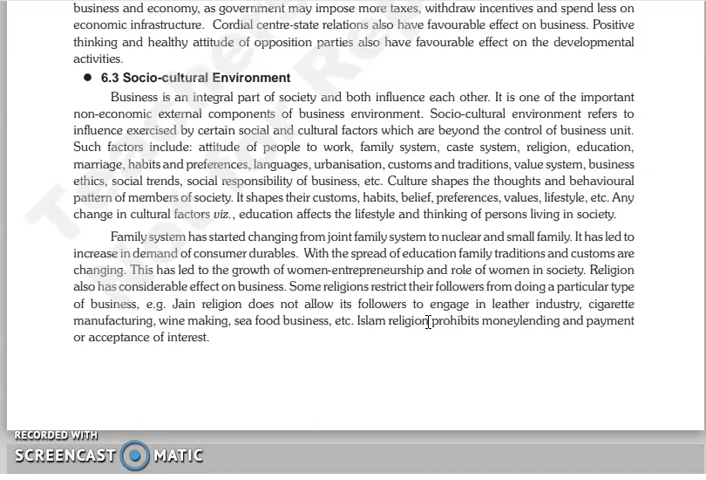 business and economy, as government may impose more taxes, withdraw incentives and spend less on
economic infrastructure. Cordial centre-state relations also have favourable effect on business. Positive
thinking and healthy attitude of opposition parties also have favourable effect on the developmental
activities.
● 6.3 Socio-cultural Environment
Business is an integral part of society and both influence each other. It is one of the important
non-economic external components of business environment. Socio-cultural environment refers to
influence exercised by certain social and cultural factors which are beyond the control of business unit.
Such factors include: attitude of people to work, family system, caste system, religion, education,
marriage, habits and preferences, languages, urbanisation, customs and traditions, value system, business
ethics, social trends, social responsibility of business, etc. Culture shapes the thoughts and behavioural
pattern of members of society. It shapes their customs, habits, belief, preferences, values, lifestyle, etc. Any
change in cultural factors viz., education affects the lifestyle and thinking of persons living in society.
Family system has started changing from joint family system to nuclear and small family. It has led to
increase in demand of consumer durables. With the spread of education family traditions and customs are
changing. This has led to the growth of women-entrepreneurship and role of women in society. Religion
also has considerable effect on business. Some religions restrict their followers from doing a particular type
of business, e.g. Jain religion does not allow its followers to engage in leather industry, cigarette
manufacturing, wine making, sea food business, etc. Islam religion prohibits moneylending and payment
or acceptance of interest.
RECORDED WITH
SCREENCAST MATIC